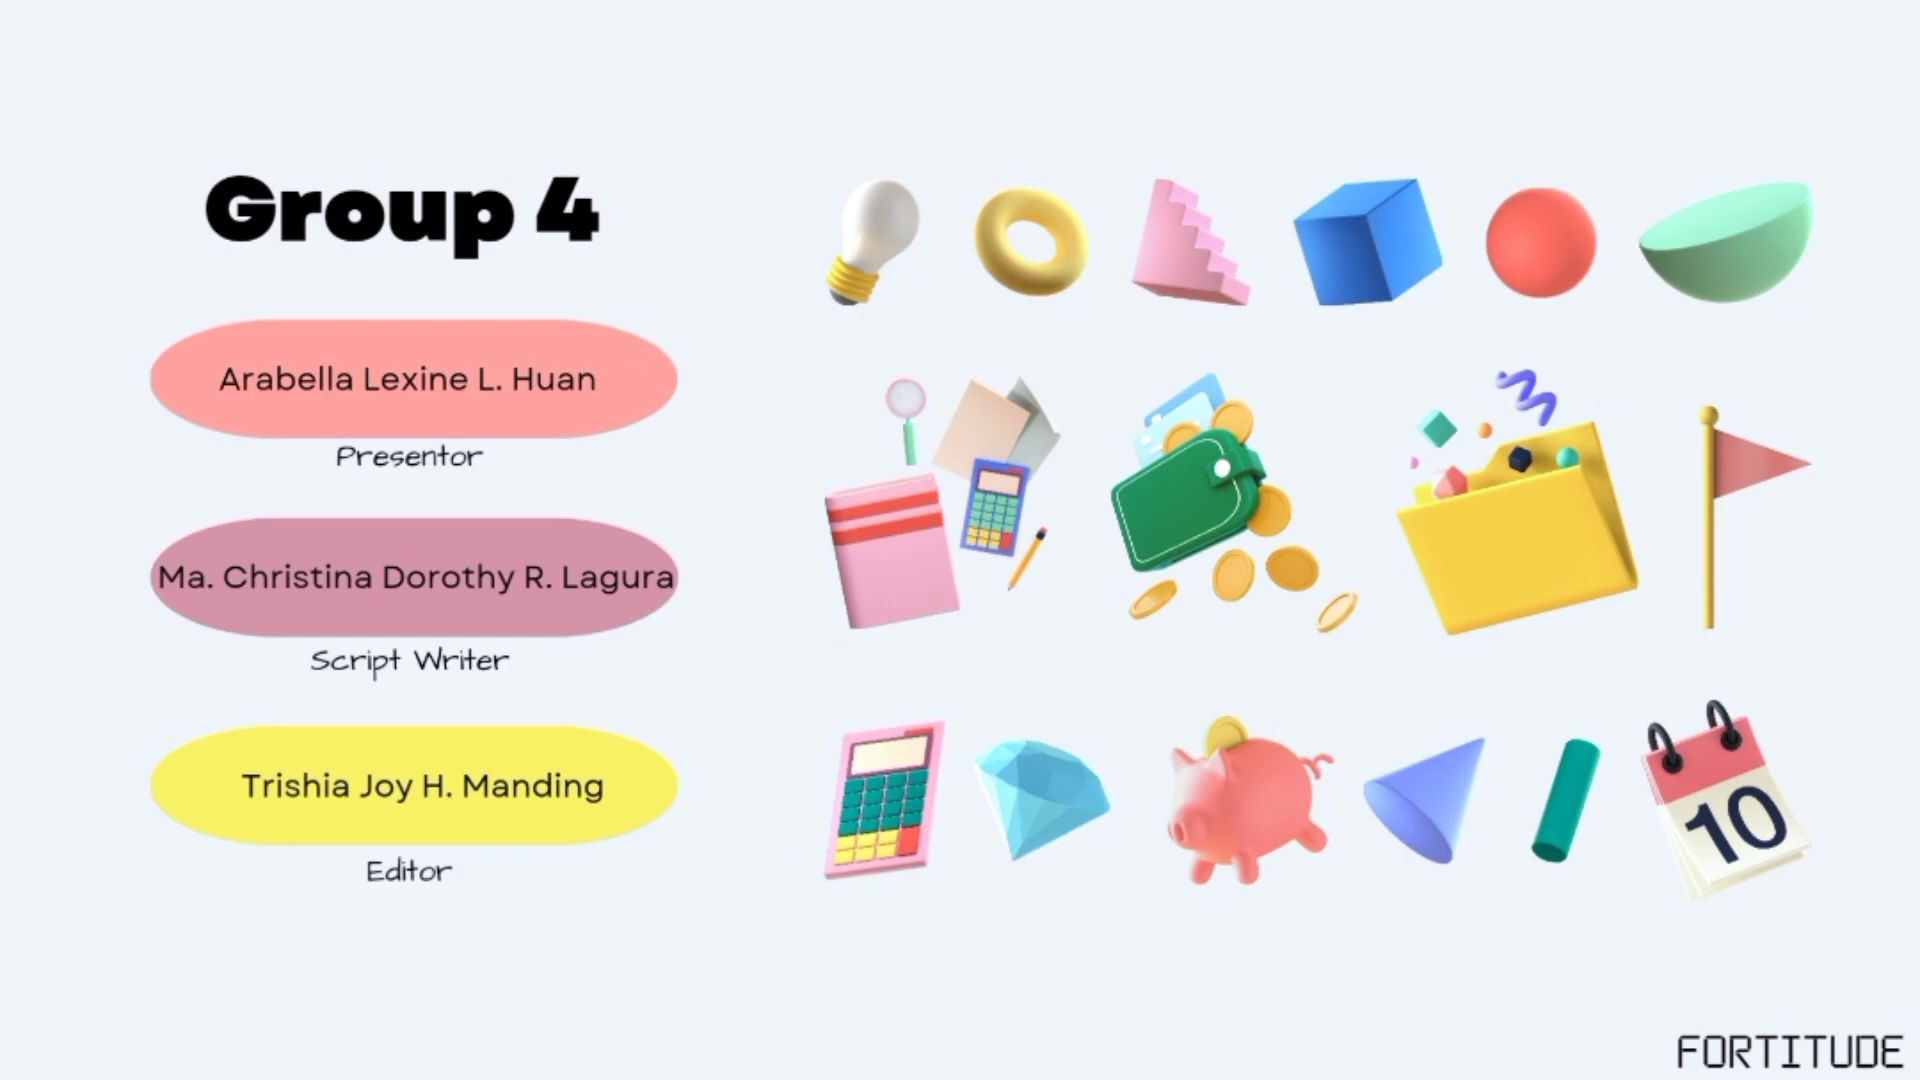 Group 4
Arabella Lexine L. Huan
Presentor
Ma. Christina Dorothy R. Lagura
Script Writer
Trishia Joy H. Manding
Editor
10
FORTITUDE